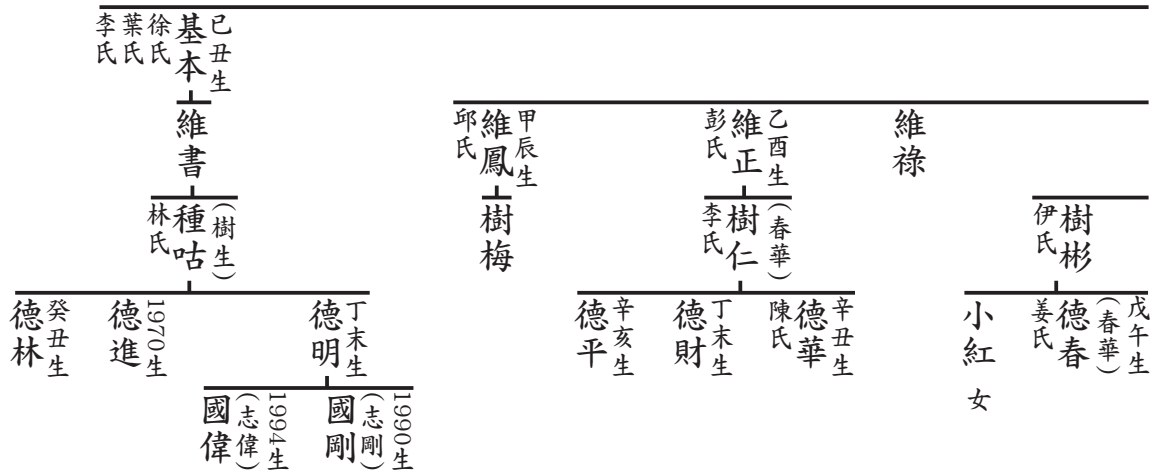 已丑生
基本
徐氏
葉氏
李氏
維祿
乙酉生
維正
彭氏
甲辰生
維鳳
邱氏
維書
樹彬
伊氏
(春華)
樹仁
李氏
樹梅
(樹生)
種咕
林氏
戊午生
(春華)
德春
姜氏
小紅 女
辛丑生
德華
陳氏
丁末生
德財
辛亥生
德平
丁末生
德明
1970生
德進
癸丑生
德林
1990生
(志剛)
國剛
1994生
(志偉)
國偉